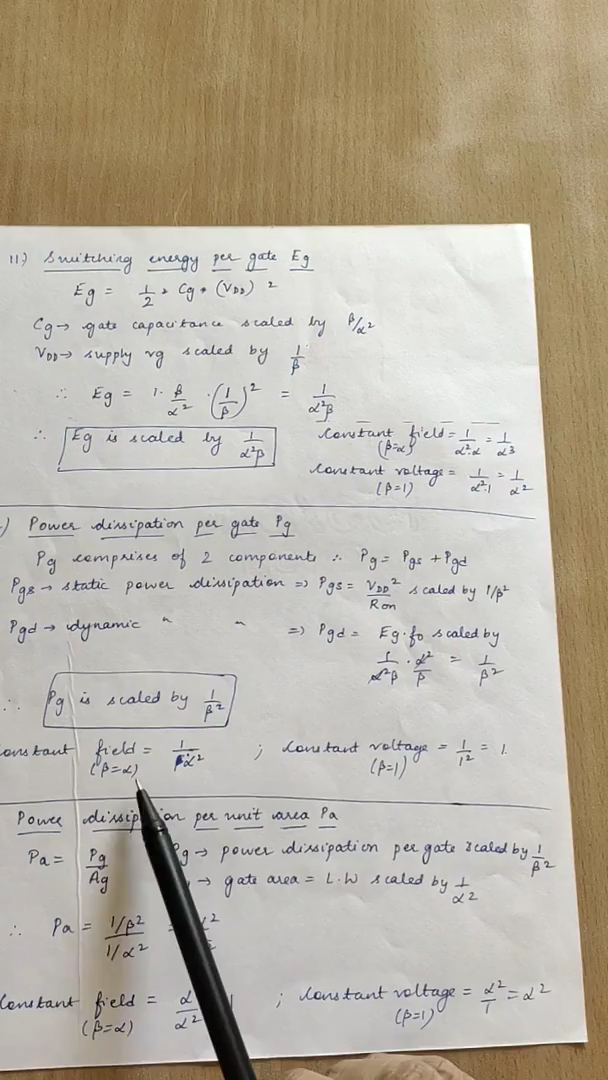 11) Switching energy per gate Eg
Eg = 1/2 * Cg * (VDD)²
Cg → gate capacitance scaled by β/α²
VDD → supply vg scaled by 1/β
∴ Eg = 1 · β/α² · (1/β)² = 1/α²β
∴ Eg is scaled by 1/α²β
Constant field = 1/α²·α = 1/α3
(β=α)
Constant voltage = 1/α²·1 = 1/α²
(β=1)
) Power dissipation per gate Pg
Pg comprises of 2 components ∴ Pg = Pgs + Pgd
Pgs → static power dissipation ⇒ Pgs = VDD²/Ron scaled by 1/β²
Pgd → dynamic " " ⇒ Pgd = Eg·fo scaled by
1/α²β · α²/β = 1/β²
∴ Pg is scaled by 1/β²
onstant field = 1/α² ; Constant voltage = 1/1² = 1.
(β=α) (β=1)
Power dissip on per unit area Pa
Pa = Pg/Ag Pg → power dissipation per gate scaled by 1/β²
→ gate area = L·W scaled by 1/α²
∴ Pa = 1/β² / 1/α² = α²
Constant field = α /α² 1 ; Constant voltage = α²/1 = α²
(β=α) (β=1)